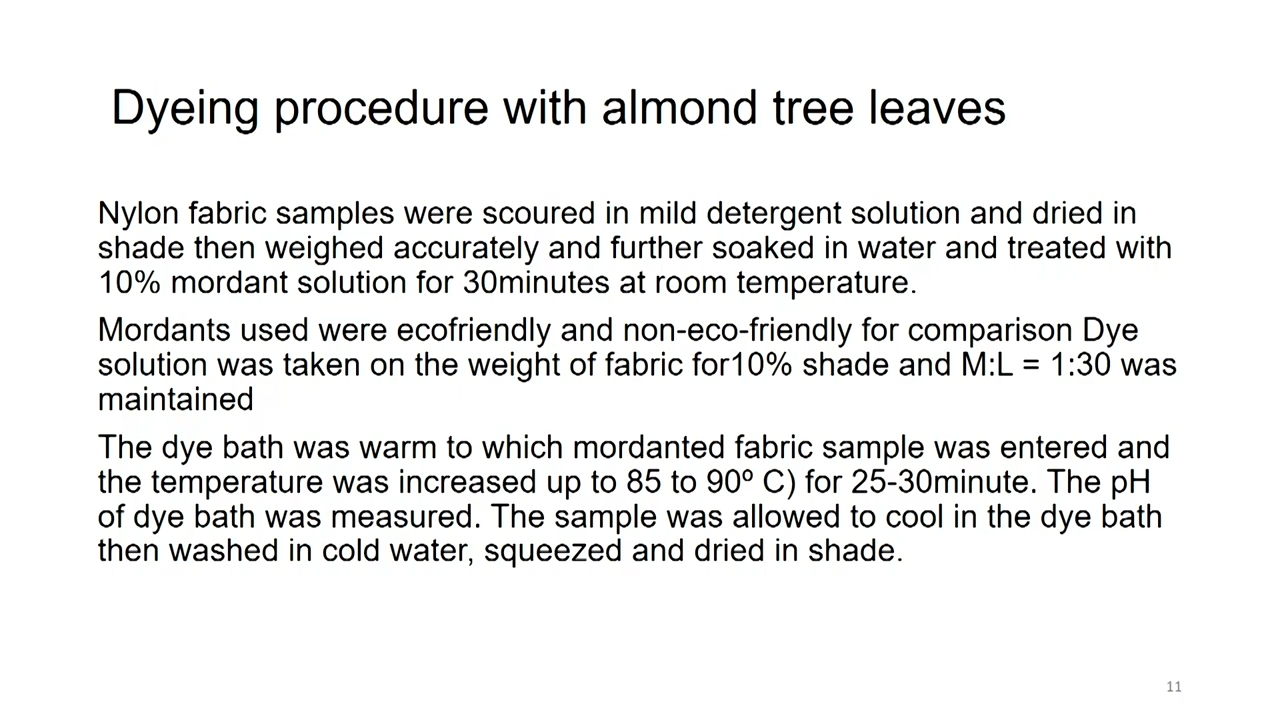 Dyeing procedure with almond tree leaves
Nylon fabric samples were scoured in mild detergent solution and dried in
shade then weighed accurately and further soaked in water and treated with
10% mordant solution for 30minutes at room temperature.
Mordants used were ecofriendly and non-eco-friendly for comparison Dye
solution was taken on the weight of fabric for10% shade and M:L = 1:30 was
maintained
The dye bath was warm to which mordanted fabric sample was entered and
the temperature was increased up to 85 to 90º C) for 25-30minute. The pH
of dye bath was measured. The sample was allowed to cool in the dye bath
then washed in cold water, squeezed and dried in shade.
11